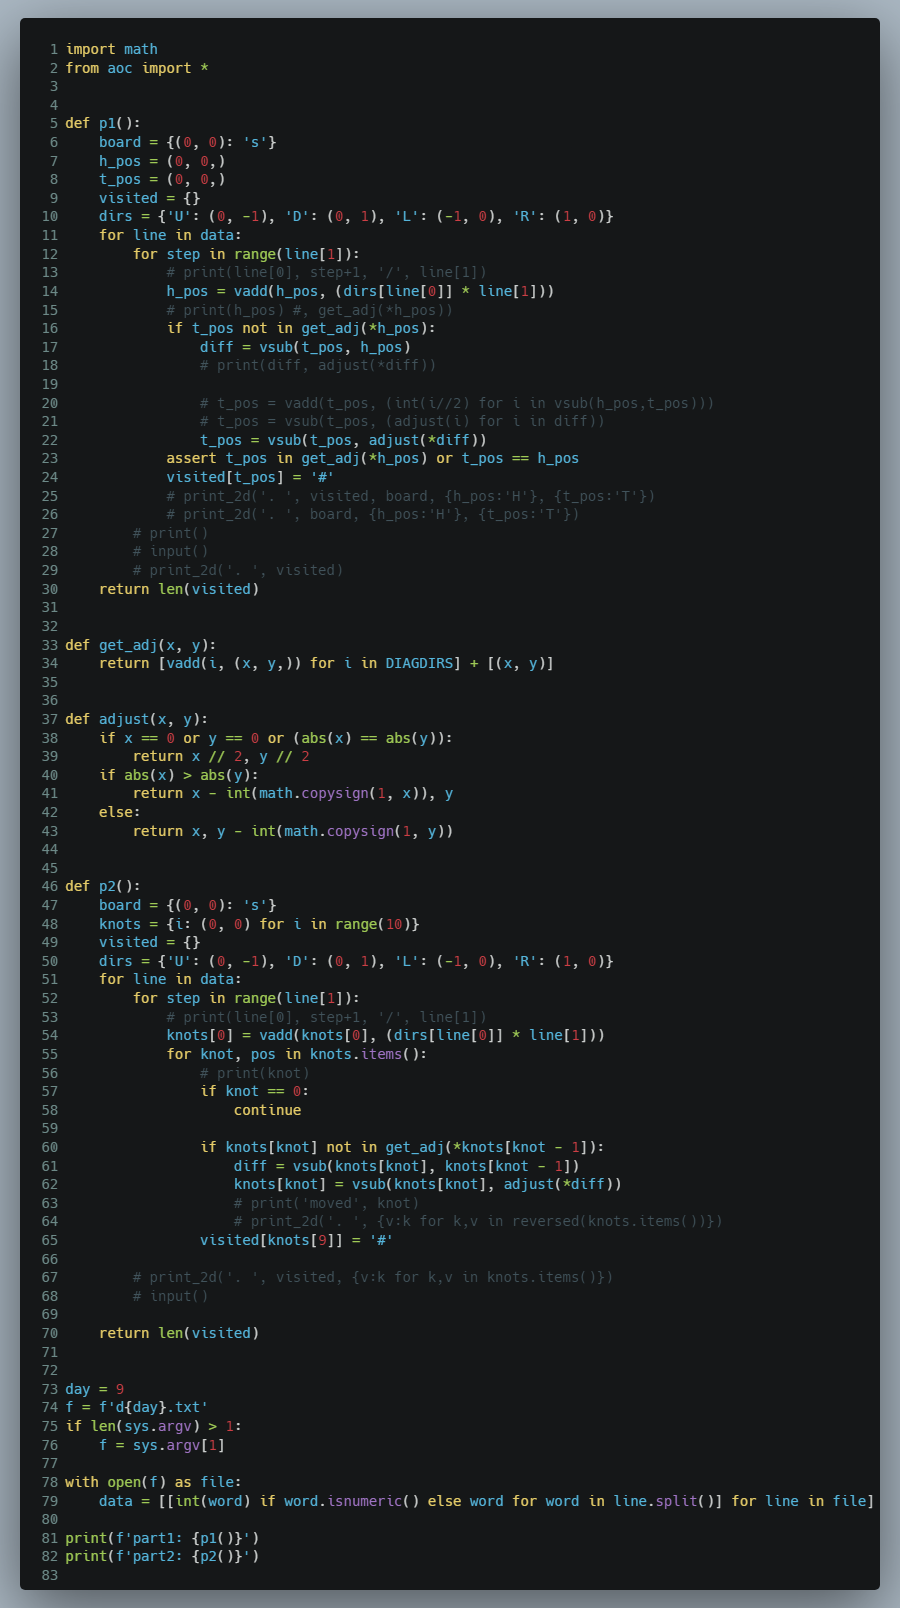 1 import math
2 from aoc import *
3
4
5 def p1():
6     board = {(0, 0): 's'}
7     h_pos = (0, 0,)
8     t_pos = (0, 0,)
9     visited = {}
10     dirs = {'U': (0, -1), 'D': (0, 1), 'L': (-1, 0), 'R': (1, 0)}
11     for line in data:
12         for step in range(line[1]):
13             # print(line[0], step+1, '/', line[1])
14             h_pos = vadd(h_pos, (dirs[line[0]] * line[1]))
15             # print(h_pos) #, get_adj(*h_pos))
16             if t_pos not in get_adj(*h_pos):
17                 diff = vsub(t_pos, h_pos)
18                 # print(diff, adjust(*diff))
19
20                 # t_pos = vadd(t_pos, (int(i//2) for i in vsub(h_pos,t_pos)))
21                 # t_pos = vsub(t_pos, (adjust(i) for i in diff))
22                 t_pos = vsub(t_pos, adjust(*diff))
23             assert t_pos in get_adj(*h_pos) or t_pos == h_pos
24             visited[t_pos] = '#'
25             # print_2d('. ', visited, board, {h_pos:'H'}, {t_pos:'T'})
26             # print_2d('. ', board, {h_pos:'H'}, {t_pos:'T'})
27         # print()
28         # input()
29         # print_2d('. ', visited)
30     return len(visited)
31
32
33 def get_adj(x, y):
34     return [vadd(i, (x, y,)) for i in DIAGDIRS] + [(x, y)]
35
36
37 def adjust(x, y):
38     if x == 0 or y == 0 or (abs(x) == abs(y)):
39         return x // 2, y // 2
40     if abs(x) > abs(y):
41         return x - int(math.copysign(1, x)), y
42     else:
43         return x, y - int(math.copysign(1, y))
44
45
46 def p2():
47     board = {(0, 0): 's'}
48     knots = {i: (0, 0) for i in range(10)}
49     visited = {}
50     dirs = {'U': (0, -1), 'D': (0, 1), 'L': (-1, 0), 'R': (1, 0)}
51     for line in data:
52         for step in range(line[1]):
53             # print(line[0], step+1, '/', line[1])
54             knots[0] = vadd(knots[0], (dirs[line[0]] * line[1]))
55             for knot, pos in knots.items():
56                 # print(knot)
57                 if knot == 0:
58                     continue
59
60                 if knots[knot] not in get_adj(*knots[knot - 1]):
61                     diff = vsub(knots[knot], knots[knot - 1])
62                     knots[knot] = vsub(knots[knot], adjust(*diff))
63                     # print('moved', knot)
64                     # print_2d('. ', {v:k for k,v in reversed(knots.items())})
65                 visited[knots[9]] = '#'
66
67         # print_2d('. ', visited, {v:k for k,v in knots.items()})
68         # input()
69
70     return len(visited)
71
72
73 day = 9
74 f = f'd{day}.txt'
75 if len(sys.argv) > 1:
76     f = sys.argv[1]
77
78 with open(f) as file:
79     data = [[int(word) if word.isnumeric() else word for word in line.split()] for line in file]
80
81 print(f'part1: {p1()}')
82 print(f'part2: {p2()}')
83